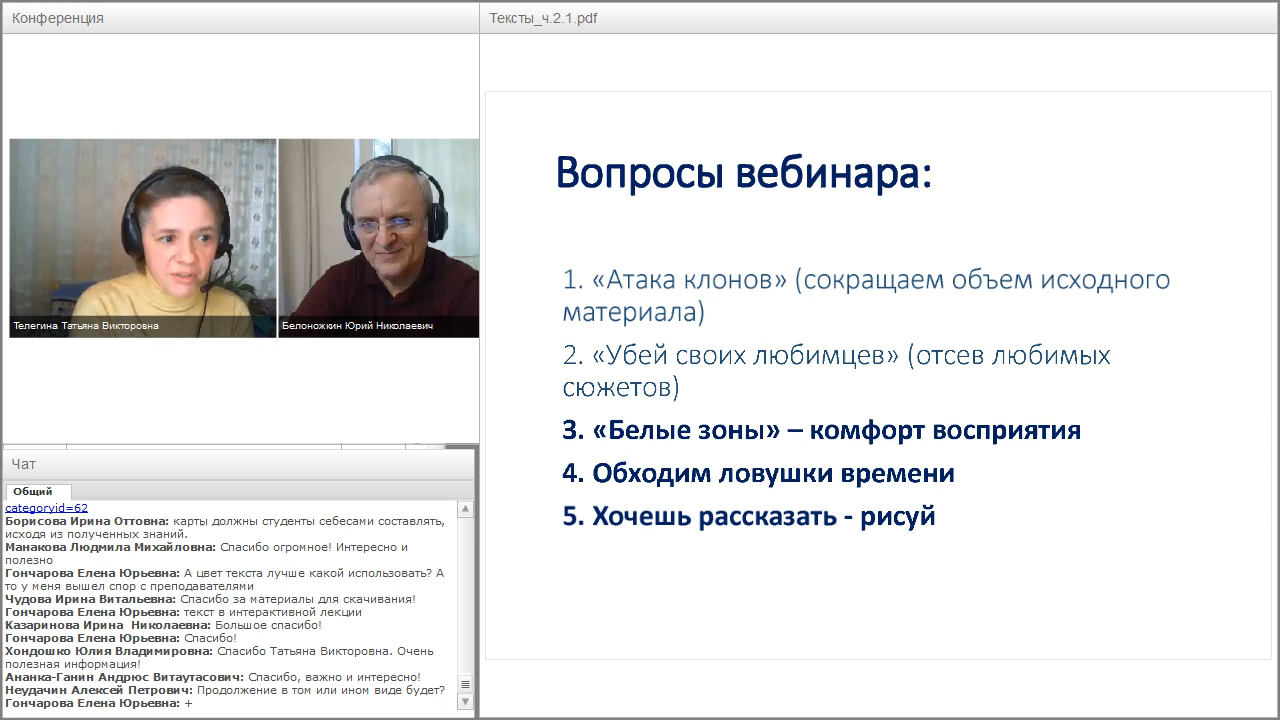 Конференция
Тексты_ч.2.1.pdf
Телегина Татьяна Викторовна
Белоножкин Юрий Николаевич
Вопросы вебинара:
1. «Атака клонов» (сокращаем объем исходного
материала)
2. «Убей своих любимцев» (отсев любимых
сюжетов)
3. «Белые зоны» – комфорт восприятия
4. Обходим ловушки времени
5. Хочешь рассказать - рисуй
Чат
Общий
categoryid=62
Борисова Ирина Оттовна: карты должны студенты себесами составлять,
исходя из полученных знаний.
Манакова Людмила Михайловна: Спасибо огромное! Интересно и
полезно
Гончарова Елена Юрьевна: А цвет текста лучше какой использовать? А
то у меня вышел спор с преподавателями
Чудова Ирина Витальевна: Спасибо за материалы для скачивания!
Гончарова Елена Юрьевна: текст в интерактивной лекции
Казаринова Ирина  Николаевна: Большое спасибо!
Гончарова Елена Юрьевна: Спасибо!
Хондошко Юлия Владимировна: Спасибо Татьяна Викторовна. Очень
полезная информация!
Ананка-Ганин Андрюс Витаутасович: Спасибо, важно и интересно!
Неудачин Алексей Петрович: Продолжение в том или ином виде будет?
Гончарова Елена Юрьевна: +